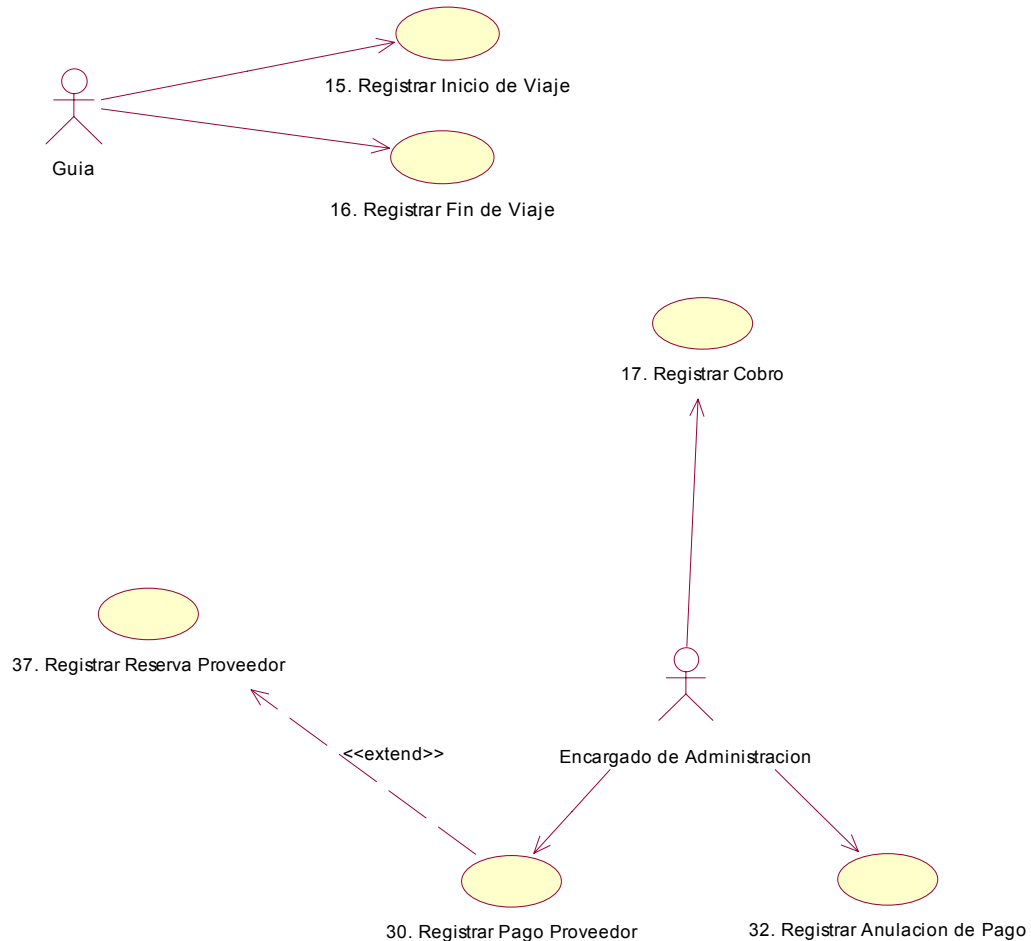 15. Registrar Inicio de Viaje
Guia
16. Registrar Fin de Viaje
17. Registrar Cobro
37. Registrar Reserva Proveedor
<<extend>>
Encargado de Administracion
30. Registrar Pago Proveedor
32. Registrar Anulacion de Pago